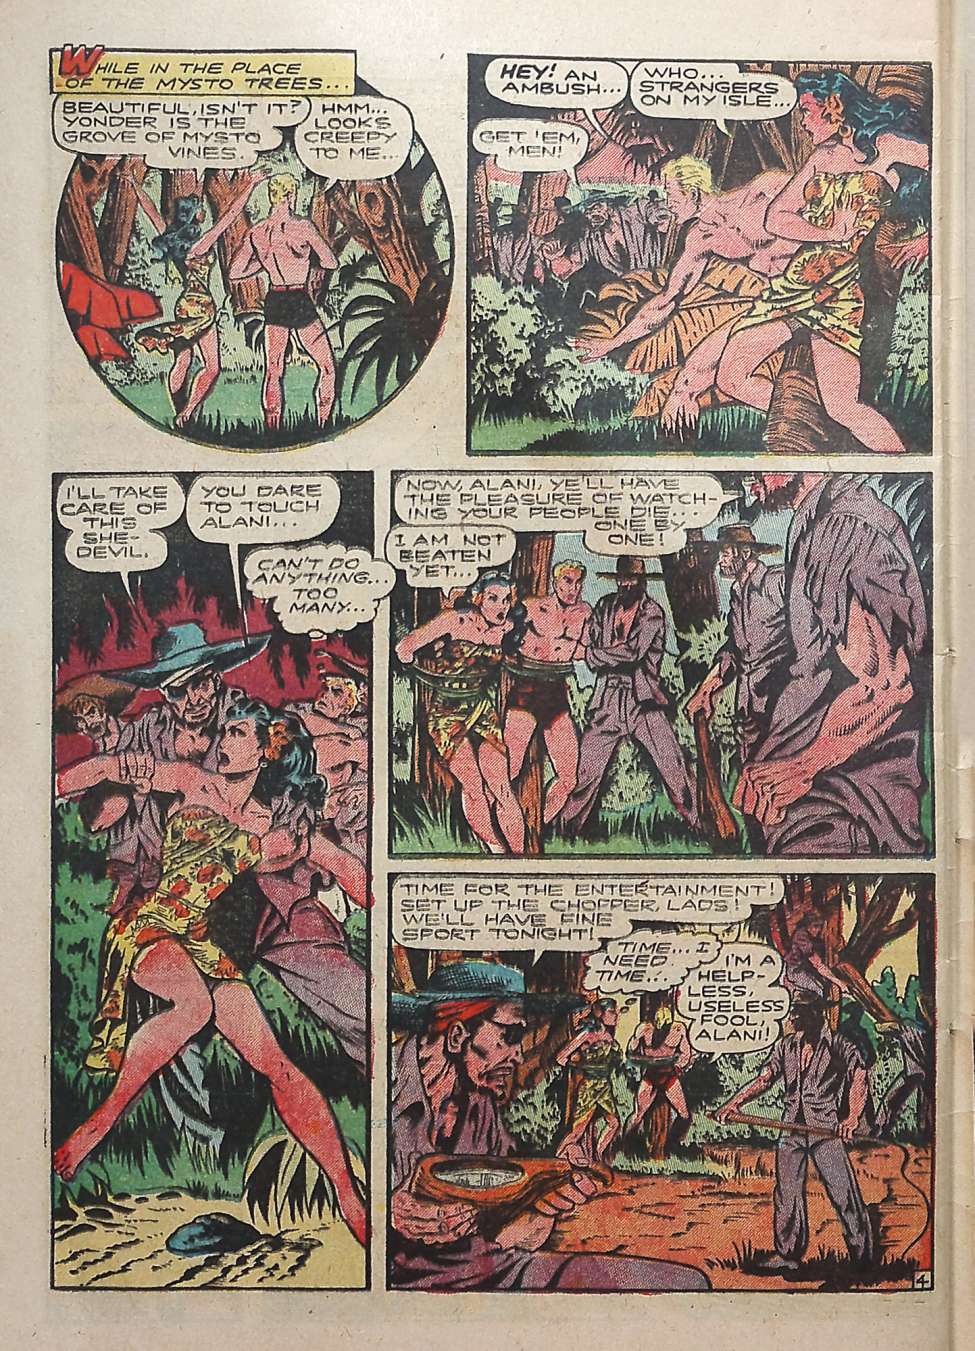 WHILE IN THE PLACE
OF THE MYSTO TREES...
BEAUTIFUL, ISN'T IT?
YONDER IS THE
GROVE OF MYSTO
VINES.
HMM...
LOOKS
CREEPY
TO ME...
HEY! AN
AMBUSH...
WHO...
STRANGERS
ON MY ISLE...
GET 'EM,
MEN!
I'LL TAKE
CARE OF
THIS
SHE-
DEVIL.
YOU DARE
TO TOUCH
ALANI...
CAN'T DO
ANYTHING...
TOO
MANY...
NOW, ALANI, YE'LL HAVE
THE PLEASURE OF WATCH-
ING YOUR PEOPLE DIE....
ONE BY
ONE!
I AM NOT
BEATEN
YET...
TIME FOR THE ENTERTAINMENT!
SET UP THE CHOPPER, LADS!
WE'LL HAVE FINE
SPORT TONIGHT!
TIME... I
NEED
TIME...
I'M A
HELP-
LESS,
USELESS
FOOL,
ALANI!
4